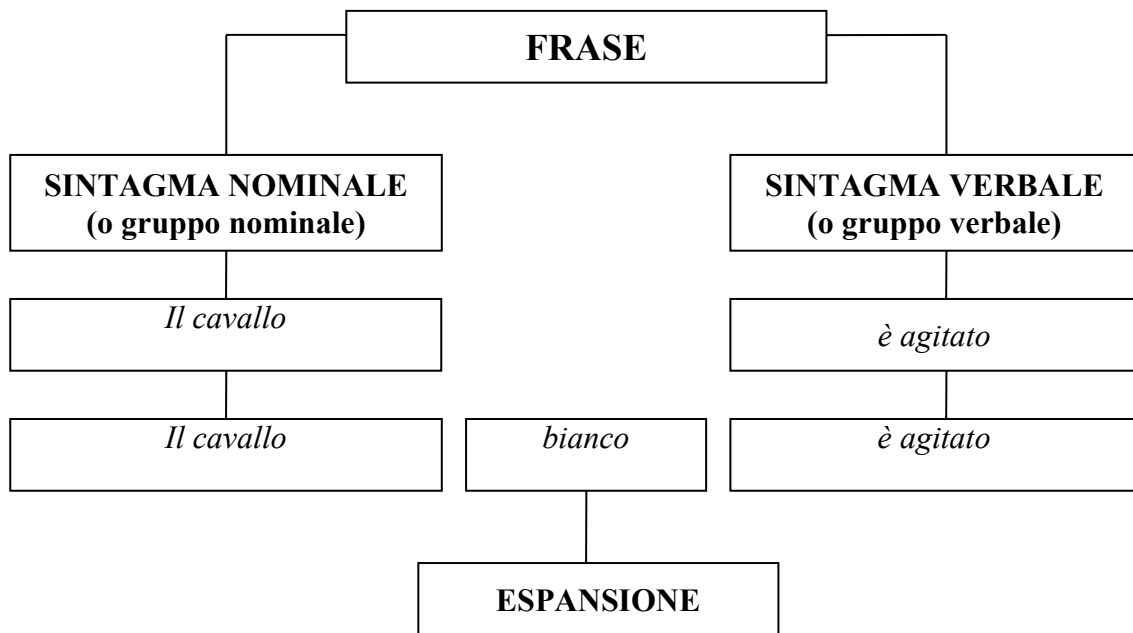 FRASE
SINTAGMA NOMINALE
(o gruppo nominale)
SINTAGMA VERBALE
(o gruppo verbale)
Il cavallo
è agitato
Il cavallo
bianco
è agitato
ESPANSIONE